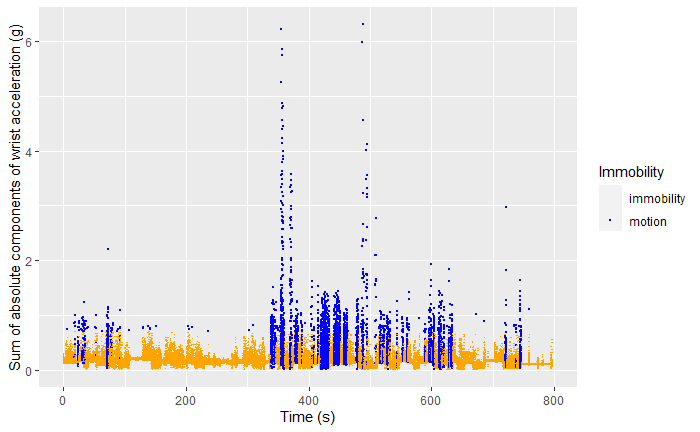 Sum of absolute components of wrist acceleration (g)
6
4
2
0
0
200
400
600
800
Time (s)
Immobility
immobility
motion